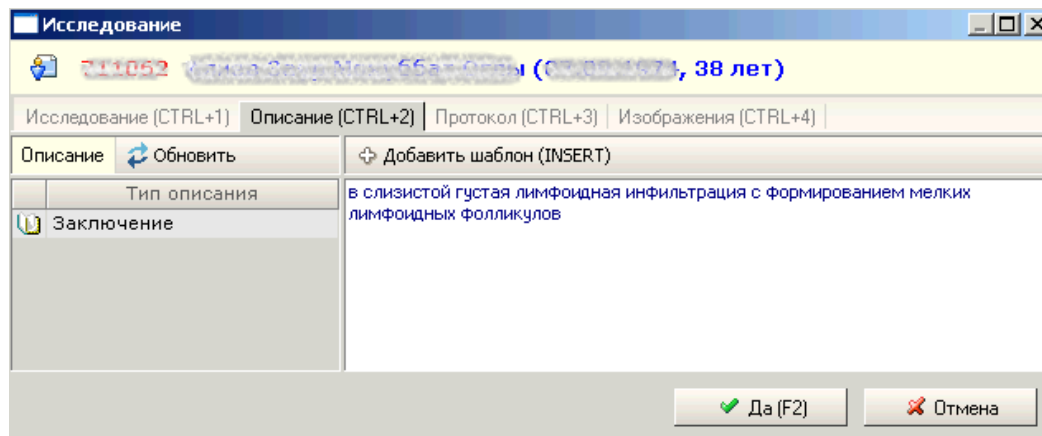 Исследование
711062 (, 38 лет)
Исследование (CTRL+1) Описание (CTRL+2) Протокол (CTRL+3) Изображения (CTRL+4)
Описание Обновить Добавить шаблон (INSERT)
Тип описания
Заключение
в слизистой густая лимфоидная инфильтрация с формированием мелких
лимфоидных фолликулов
Да (F2) Отмена